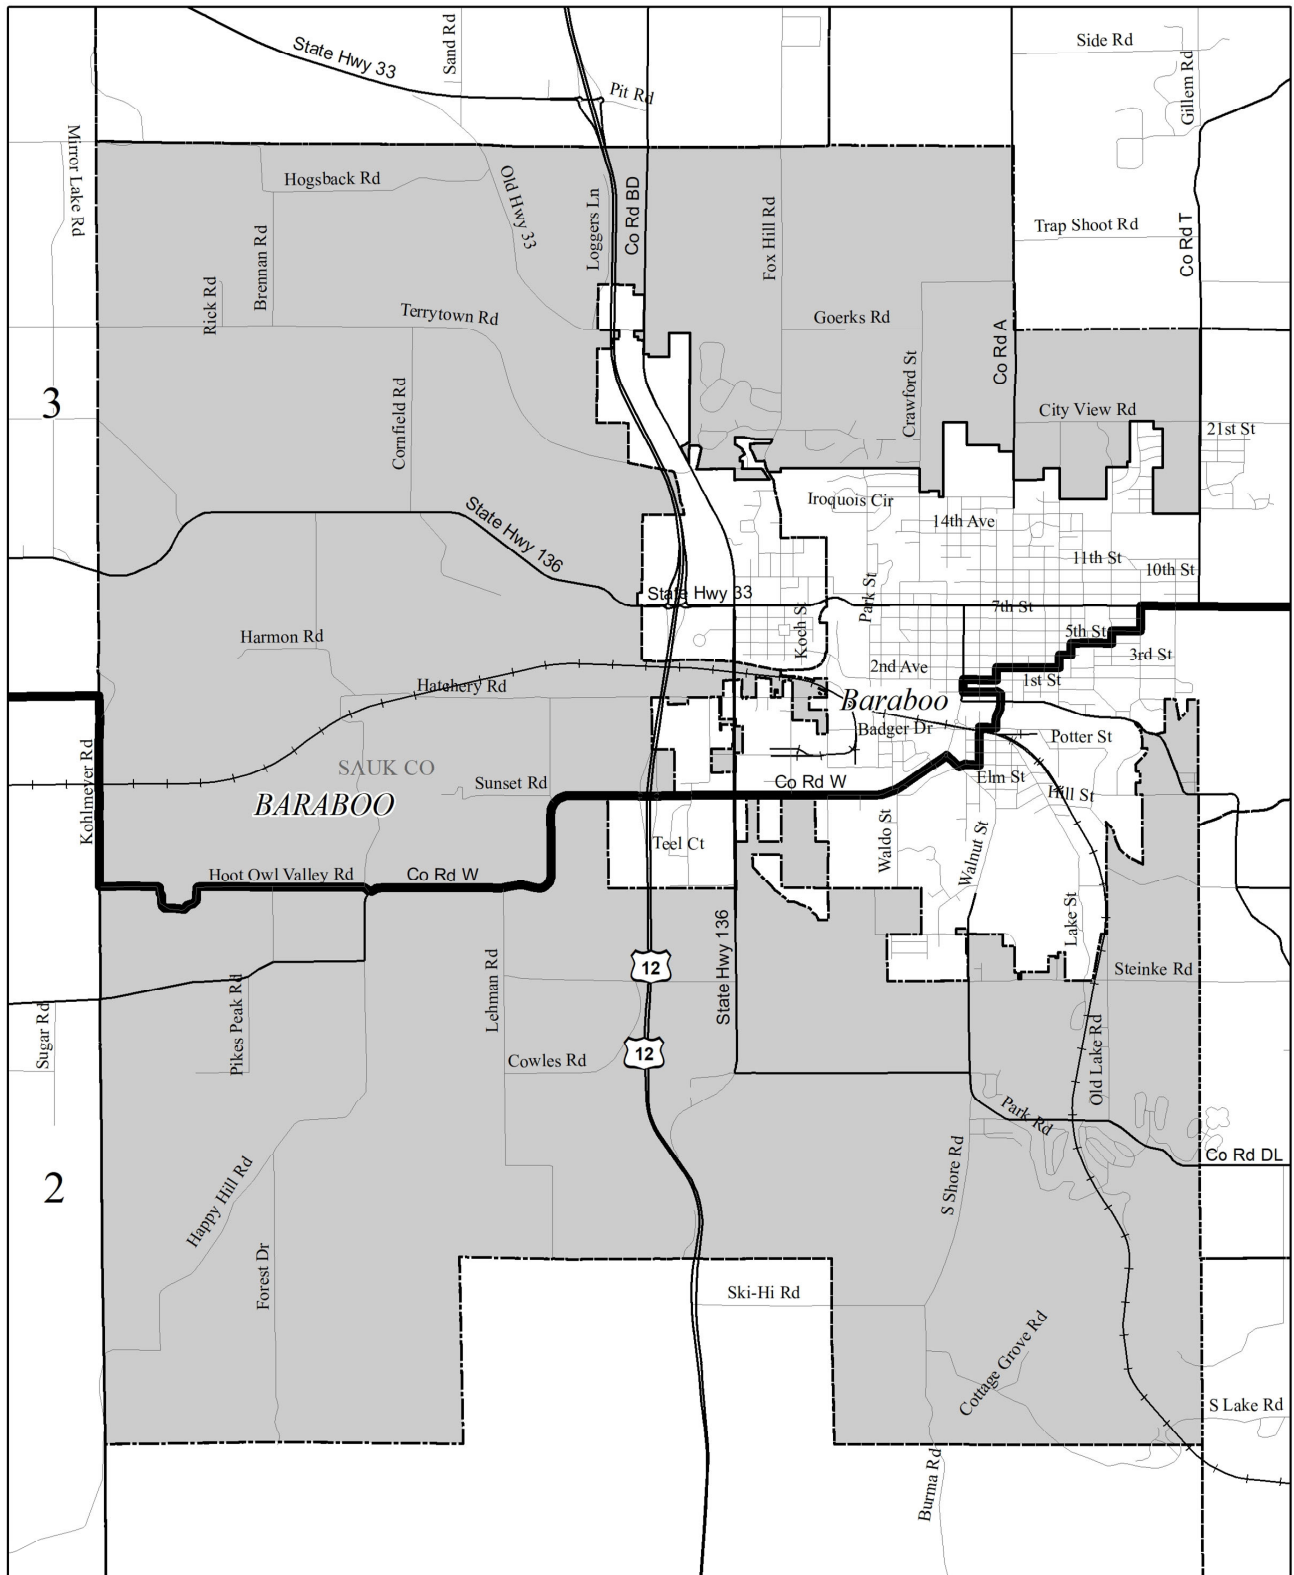 Side Rd
State Hwy 33
Sand Rd
Gillem Rd
Pit Rd
Mirror Lake Rd
Hogsback Rd
Old Hwy 33
Loggers Ln
Co Rd BD
Fox Hill Rd
Trap Shoot Rd
Co Rd T
Brennan Rd
Rick Rd
Terrytown Rd
Goerks Rd
Co Rd A
Crawford St
3
Cornfield Rd
City View Rd
21st St
Iroquois Cir
14th Ave
State Hwy 136
11th St
10th St
State Hwy 33
Park St
7th St
Koch St
5th St
Harmon Rd
3rd St
2nd Ave
1st St
Hatchery Rd
Baraboo
Badger Dr
Potter St
Kohlmeyer Rd
SAUK CO
Sunset Rd
Co Rd W
Elm St
Hill St
BARABOO
Waldo St
Teel Ct
Walnut St
Hoot Owl Valley Rd
Co Rd W
Lake St
State Hwy 136
12
Steinke Rd
Lehman Rd
Pikes Peak Rd
Sugar Rd
12
Cowles Rd
Old Lake Rd
Park Rd
Co Rd DL
2
S Shore Rd
Happy Hill Rd
Forest Dr
Ski-Hi Rd
Cottage Grove Rd
S Lake Rd
Burma Rd